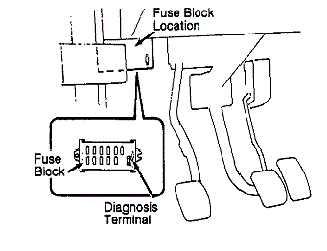 Fuse Block
Location
Fuse
Block
Diagnosis
Terminal